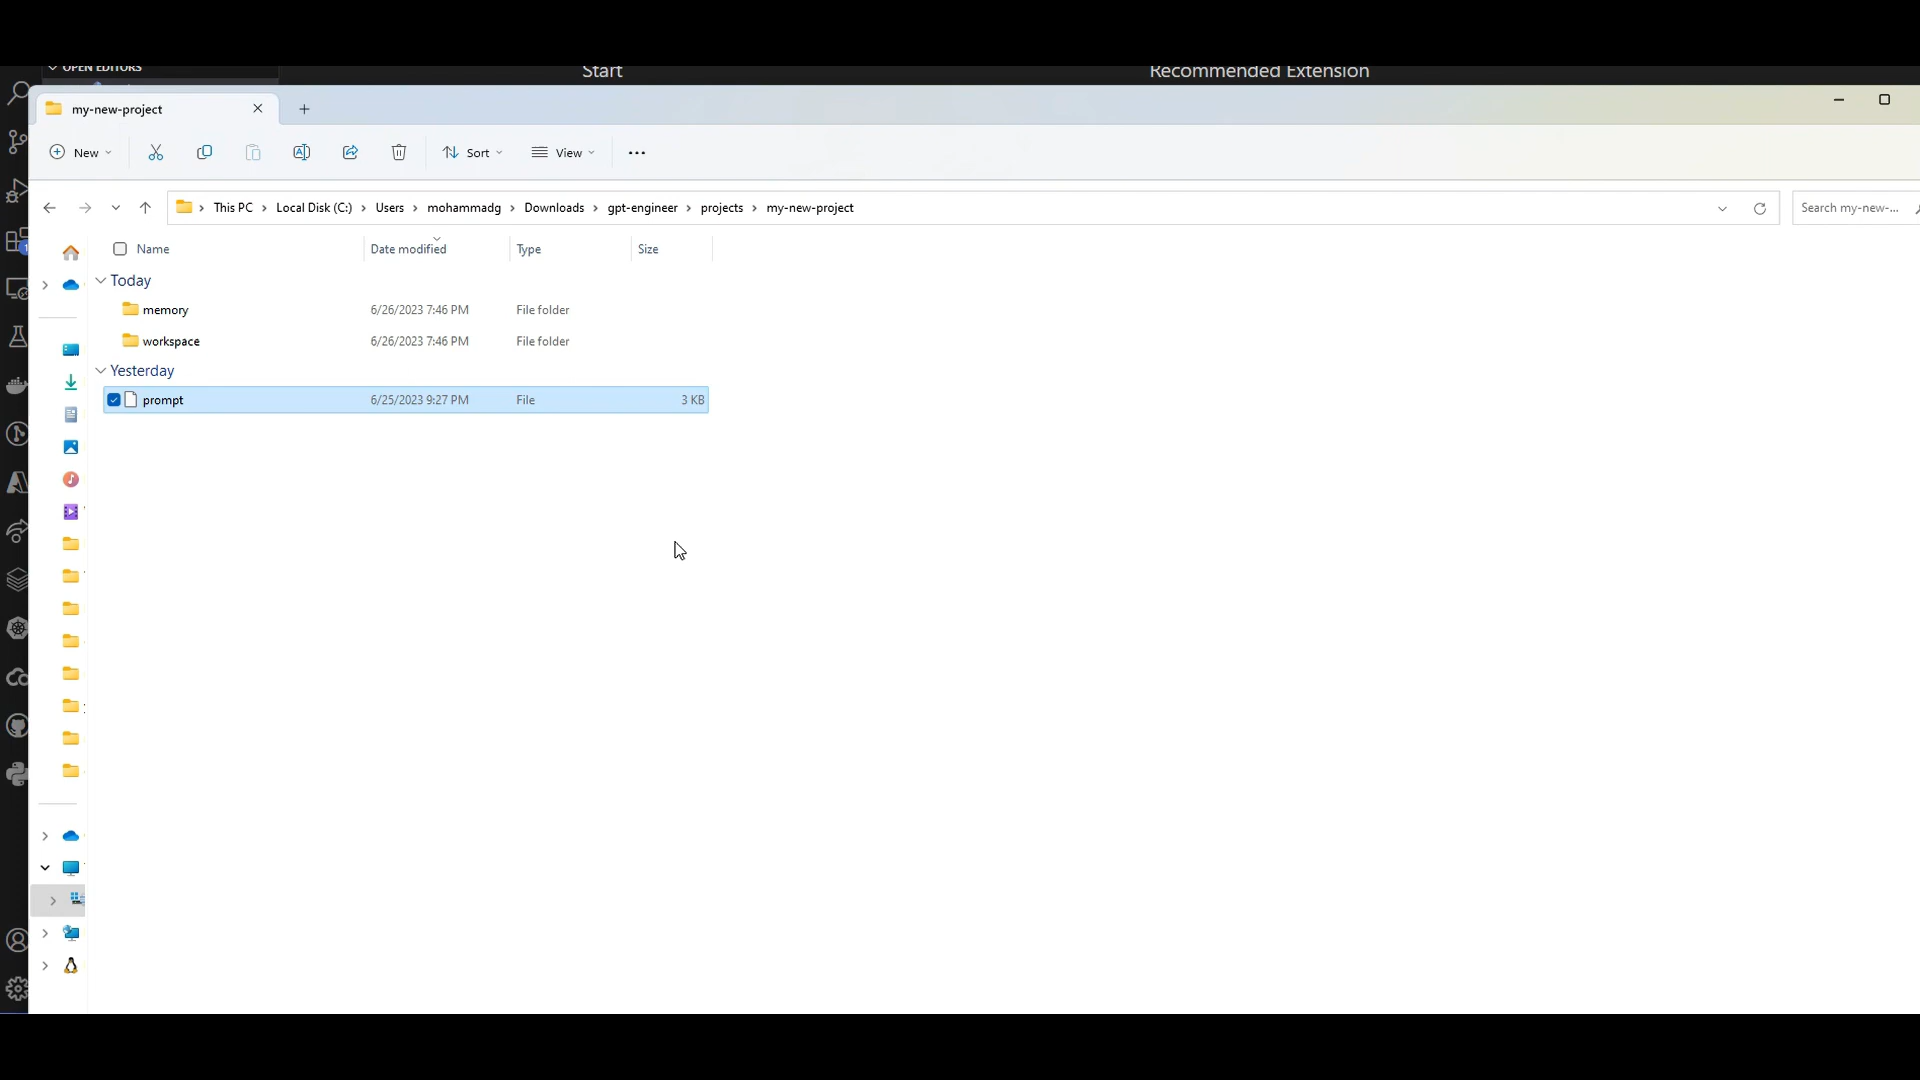 OPEN EDITORS
Start Recommended Extension
my-new-project
New Sort View
This PC Local Disk (C:) Users mohammadg Downloads gpt-engineer projects my-new-project Search my-new-...
Name Date modified Type Size
Today
memory 6/26/2023 7:46 PM File folder
workspace 6/26/2023 7:46 PM File folder
Yesterday
prompt 6/25/2023 9:27 PM File 3 KB